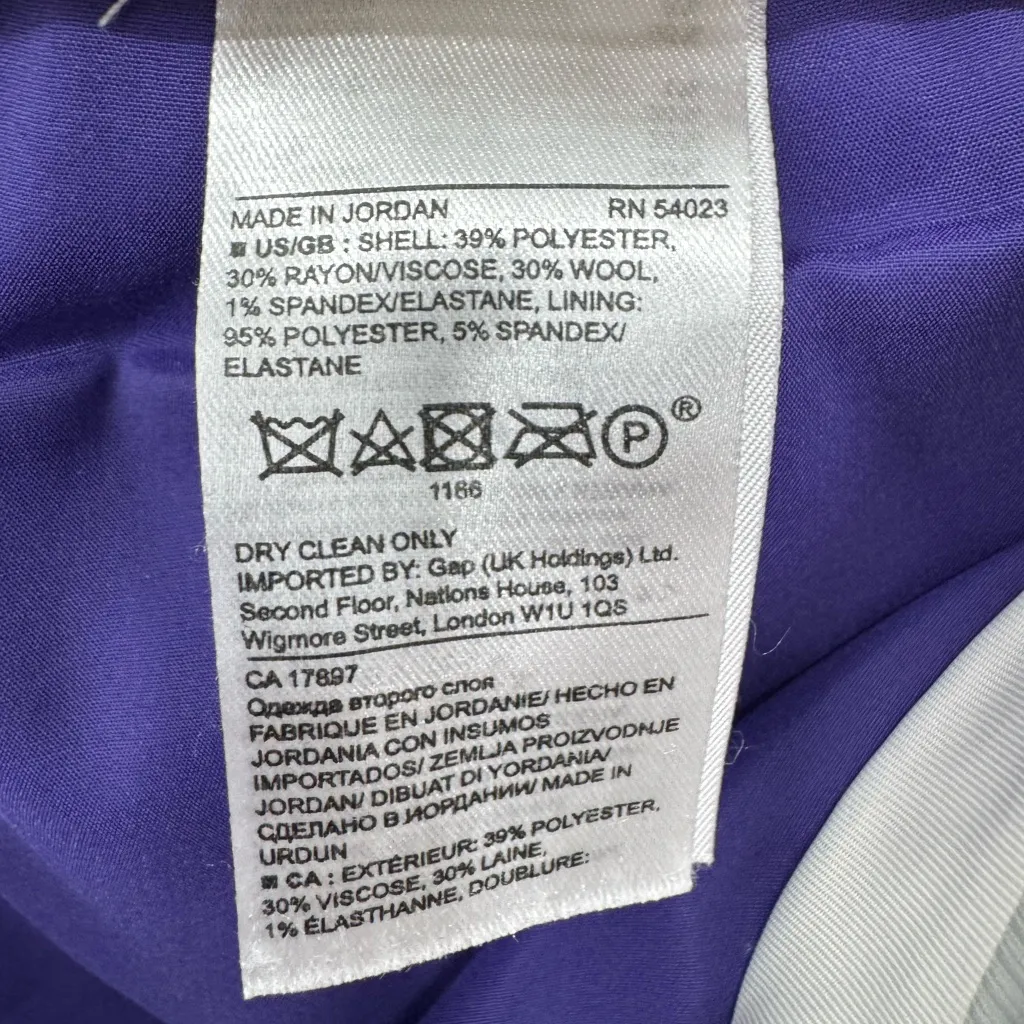 MADE IN JORDAN RN 54023
US/GB : SHELL: 39% POLYESTER,
30% RAYON/VISCOSE, 30% WOOL,
1% SPANDEX/ELASTANE, LINING:
95% POLYESTER, 5% SPANDEX/
ELASTANE
P ®
1166
DRY CLEAN ONLY
IMPORTED BY: Gap (UK Holdings) Ltd.
Second Floor, Nations House, 103
Wigmore Street, London W1U 1QS
CA 17897
Одежда второго слоя
FABRIQUE EN JORDANIE/ HECHO EN
JORDANIA CON INSUMOS
IMPORTADOS/ ZEMLJA PROIZVODNJE
JORDAN/ DIBUAT DI YORDANIA/
СДЕЛАНО В ИОРДАНИИ/ MADE IN
URDUN
CA : EXTÉRIEUR: 39% POLYESTER,
30% VISCOSE, 30% LAINE,
1% ÉLASTHANNE, DOUBLURE: